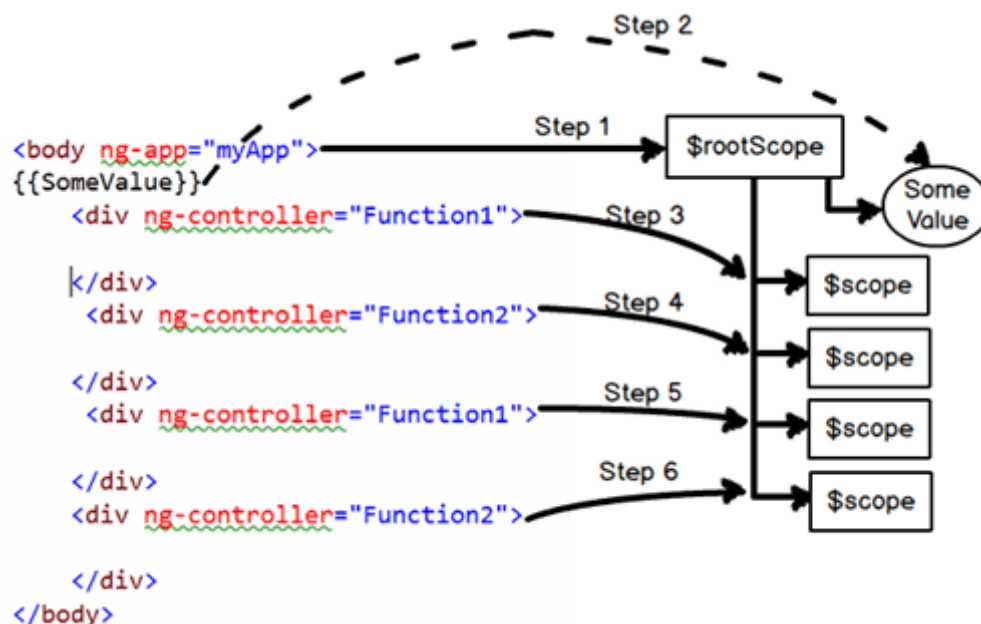 Step 2
Step 1
<body ng-app="myApp">
$rootScope
{{SomeValue}}
Some
Value
<div ng-controller="Function1">
Step 3
</div>
$scope
<div ng-controller="Function2">
Step 4
$scope
</div>
<div ng-controller="Function1">
Step 5
$scope
</div>
Step 6
$scope
<div ng-controller="Function2">
</div>
</body>